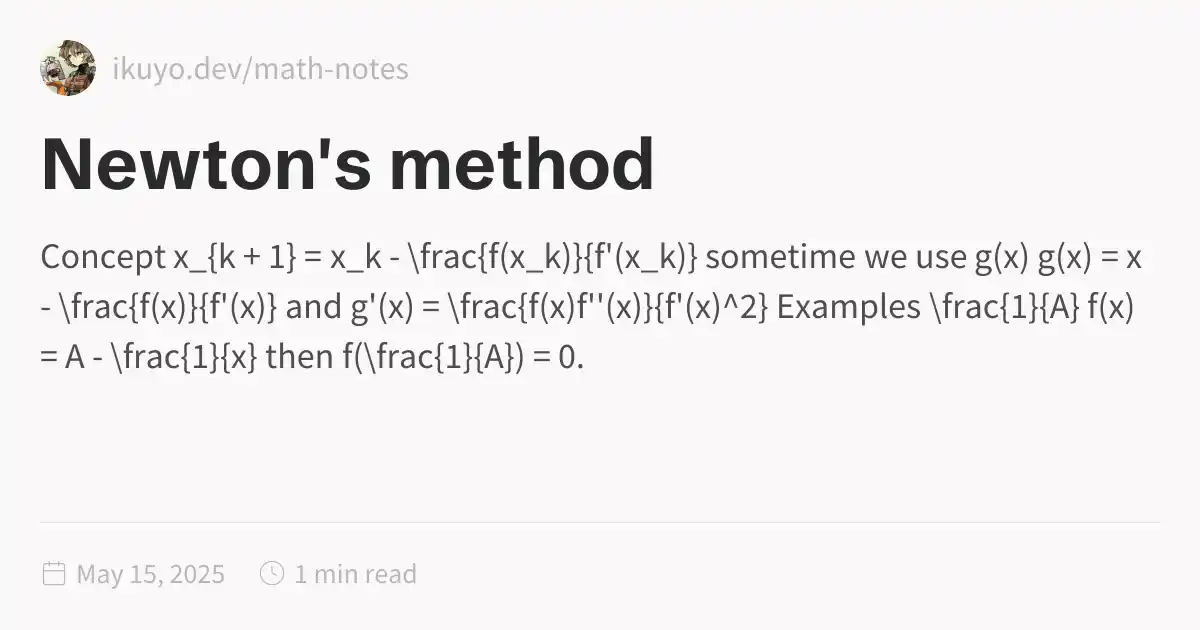 ikuyo.dev/math-notes
Newton's method
Concept x_{k + 1} = x_k - \frac{f(x_k)}{f'(x_k)} sometime we use g(x) g(x) = x
- \frac{f(x)}{f'(x)} and g'(x) = \frac{f(x)f''(x)}{f'(x)^2} Examples \frac{1}{A} f(x)
= A - \frac{1}{x} then f(\frac{1}{A}) = 0.
May 15, 2025 1 min read